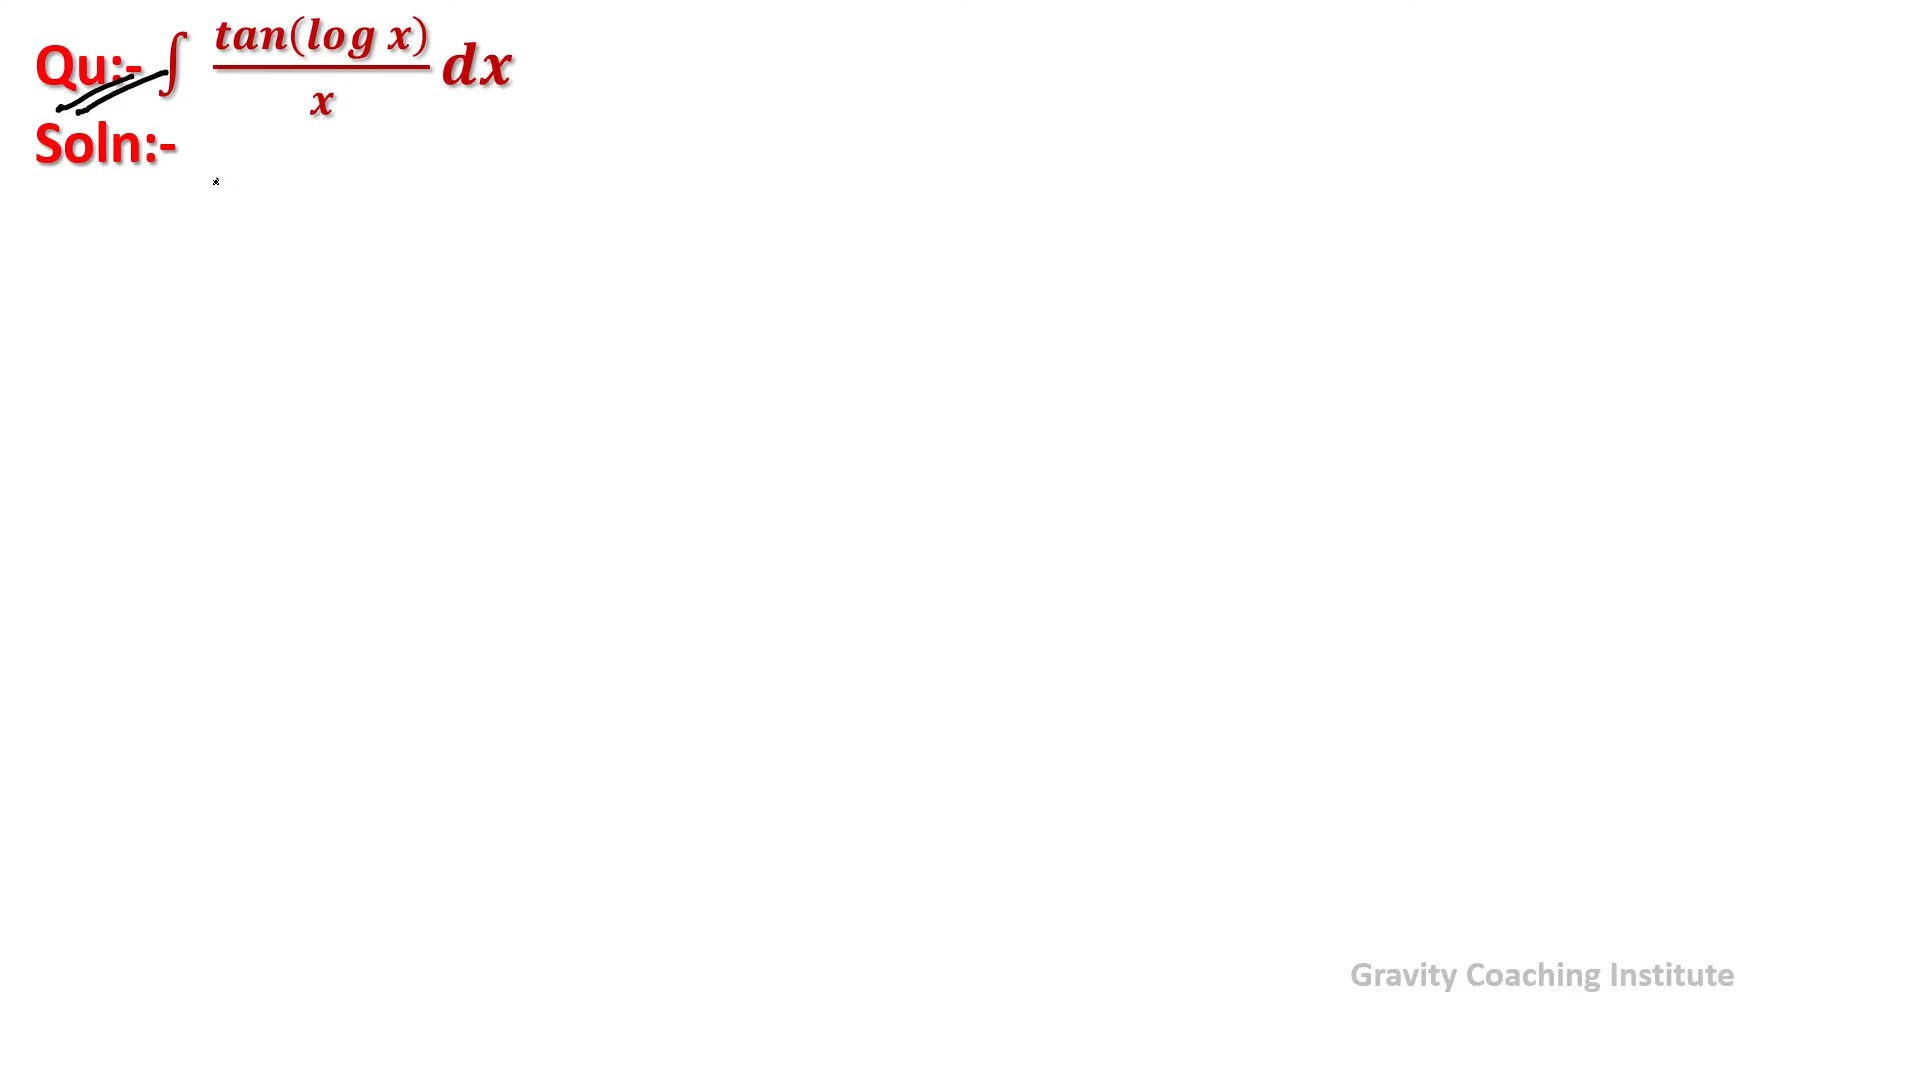 Qu:- ∫ tan(log x)/x dx
Soln:-
Gravity Coaching Institute